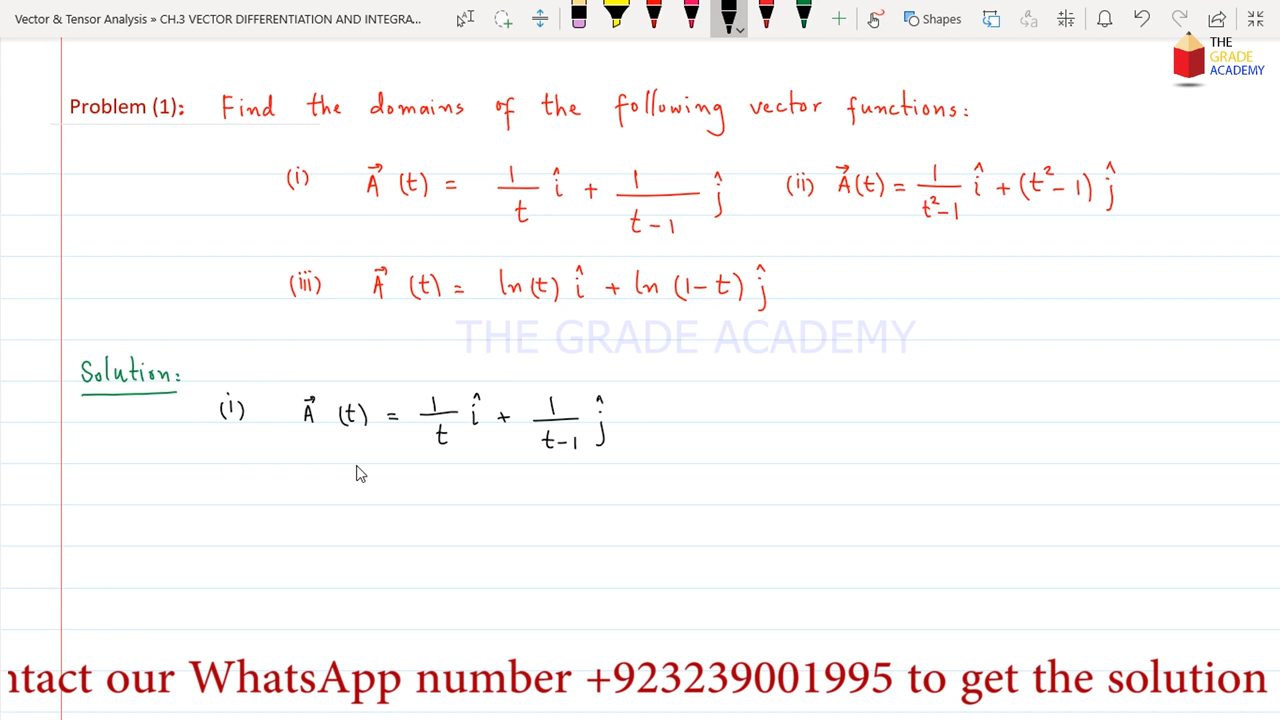 Vector & Tensor Analysis » CH.3 VECTOR DIFFERENTIATION AND INTEGRA...
Shapes
THE
GRADE
ACADEMY
Problem (1): Find the domains of the following vector functions:
(i) A⃗ (t) = 1/t î + 1/(t-1) ĵ (ii) A⃗(t) = 1/(t²-1) î + (t²-1) ĵ
(iii) A⃗ (t) = ln(t) î + ln (1-t) ĵ
THE GRADE ACADEMY
Solution:
(i) A⃗ (t) = 1/t î + 1/(t-1) ĵ
ntact our WhatsApp number +923239001995 to get the solution